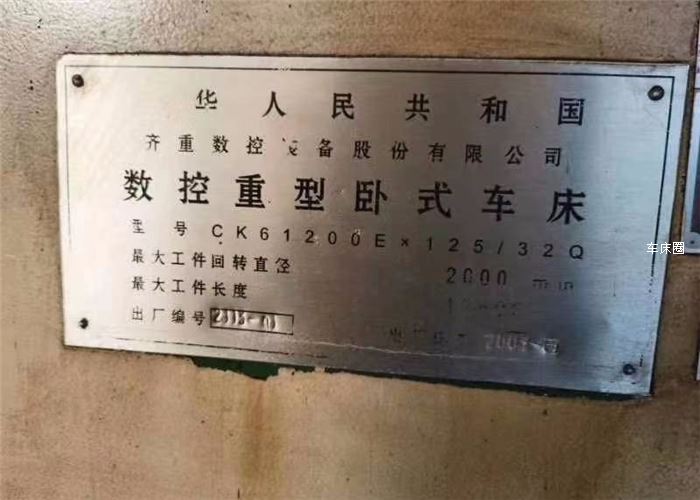 华人民共和国
齐重数控 备股份有限公司
数控重型卧式车床
型号 CK61200E×125/32Q
最大工件回转直径 2000 mm
最大工件长度
出厂编号
车床圈